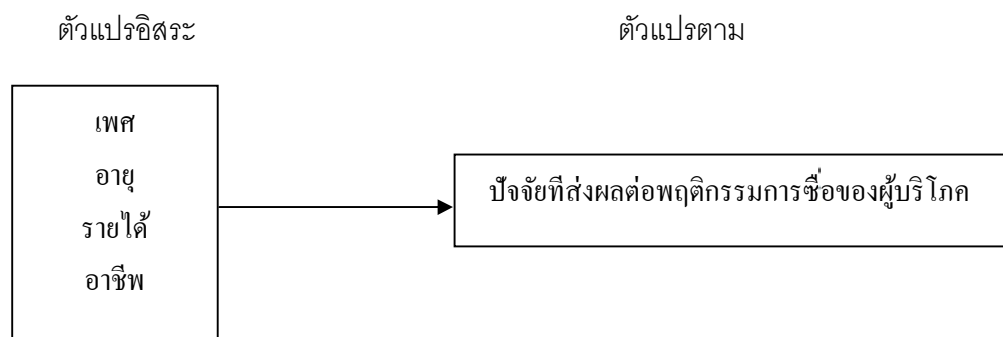 ตัวแปรอิสระ
ตัวแปรตาม
เพศ
อายุ
รายได้
อาชีพ
ปัจจัยที่ส่งผลต่อพฤติกรรมการซื้อของผู้บริโภค